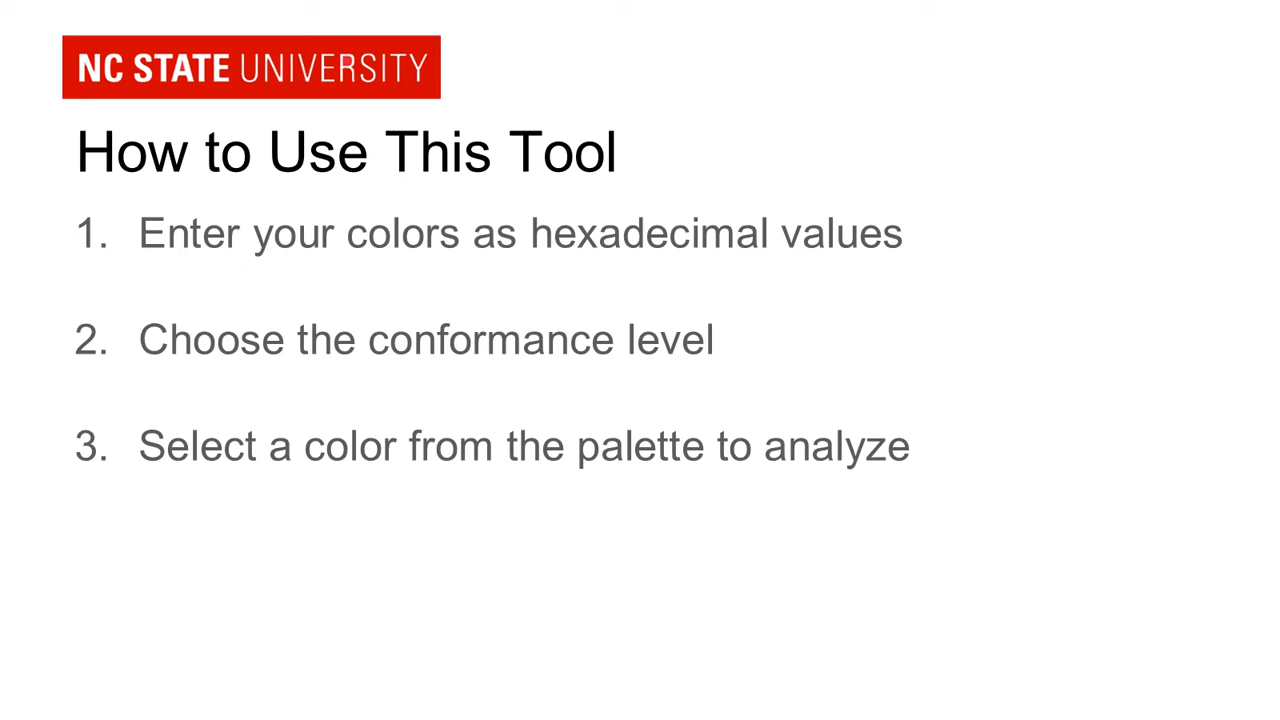 NC STATE UNIVERSITY
How to Use This Tool
1. Enter your colors as hexadecimal values
2. Choose the conformance level
3. Select a color from the palette to analyze